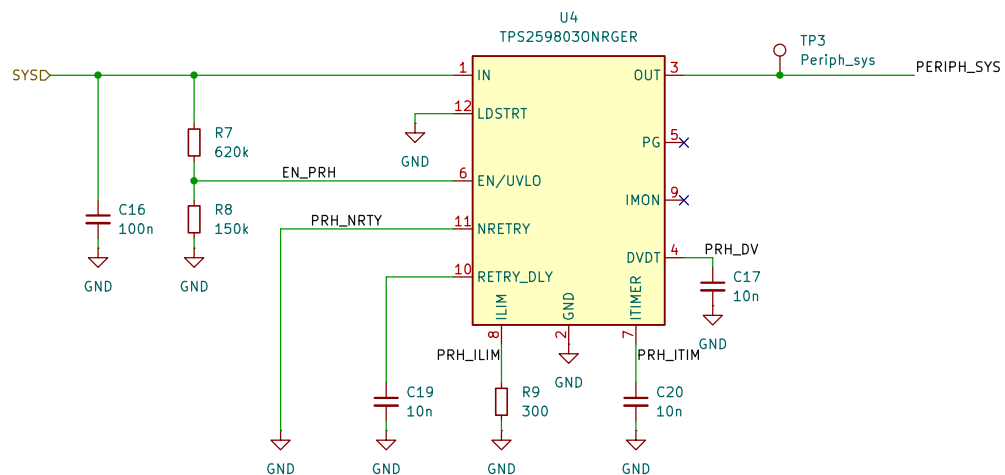 U4
TPS259803ONRGER
SYS
1
IN
OUT
3
TP3
Periph_sys
PERIPH_SYS
12
LDSTRT
GND
R7
620k
PG
5
EN_PRH
6
EN/UVLO
IMON
9
C16
100n
R8
150k
PRH_NRTY
11
NRETRY
GND
GND
DVDT
4
PRH_DV
10
RETRY_DLY
C17
10n
ILIM
GND
ITIMER
8
2
7
GND
PRH_ILIM
PRH_ITIM
GND
C19
10n
R9
300
C20
10n
GND
GND
GND
GND